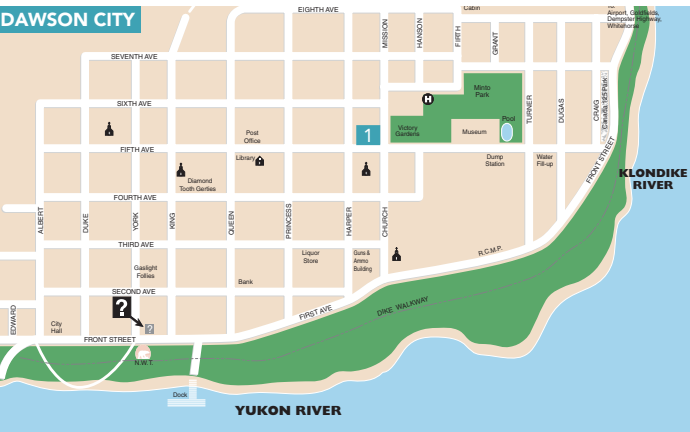 DAWSON CITY
EIGHTH AVE
Cabin
Airport, Goldfields,
Dempster Highway,
Whitehorse
MISSION
HANSON
FIRTH
GRANT
SEVENTH AVE
SIXTH AVE
H
Minto
Park
TURNER
DUGAS
CRAIG
Canada 125 Park
Post
Office
1
Victory
Gardens
Museum
Pool
FIFTH AVE
Library
Dump
Station
Water
Fill-up
FRONT STREET
KLONDIKE
RIVER
Diamond
Tooth Gerties
FOURTH AVE
ALBERT
DUKE
YORK
KING
QUEEN
PRINCESS
HARPER
CHURCH
THIRD AVE
Liquor
Store
Guns &
Ammo
Building
R.C.M.P.
Gaslight
Follies
Bank
SECOND AVE
?
?
EDWARD
City
Hall
FIRST AVE
DIKE WALKWAY
FRONT STREET
N.W.T.
Dock
YUKON RIVER